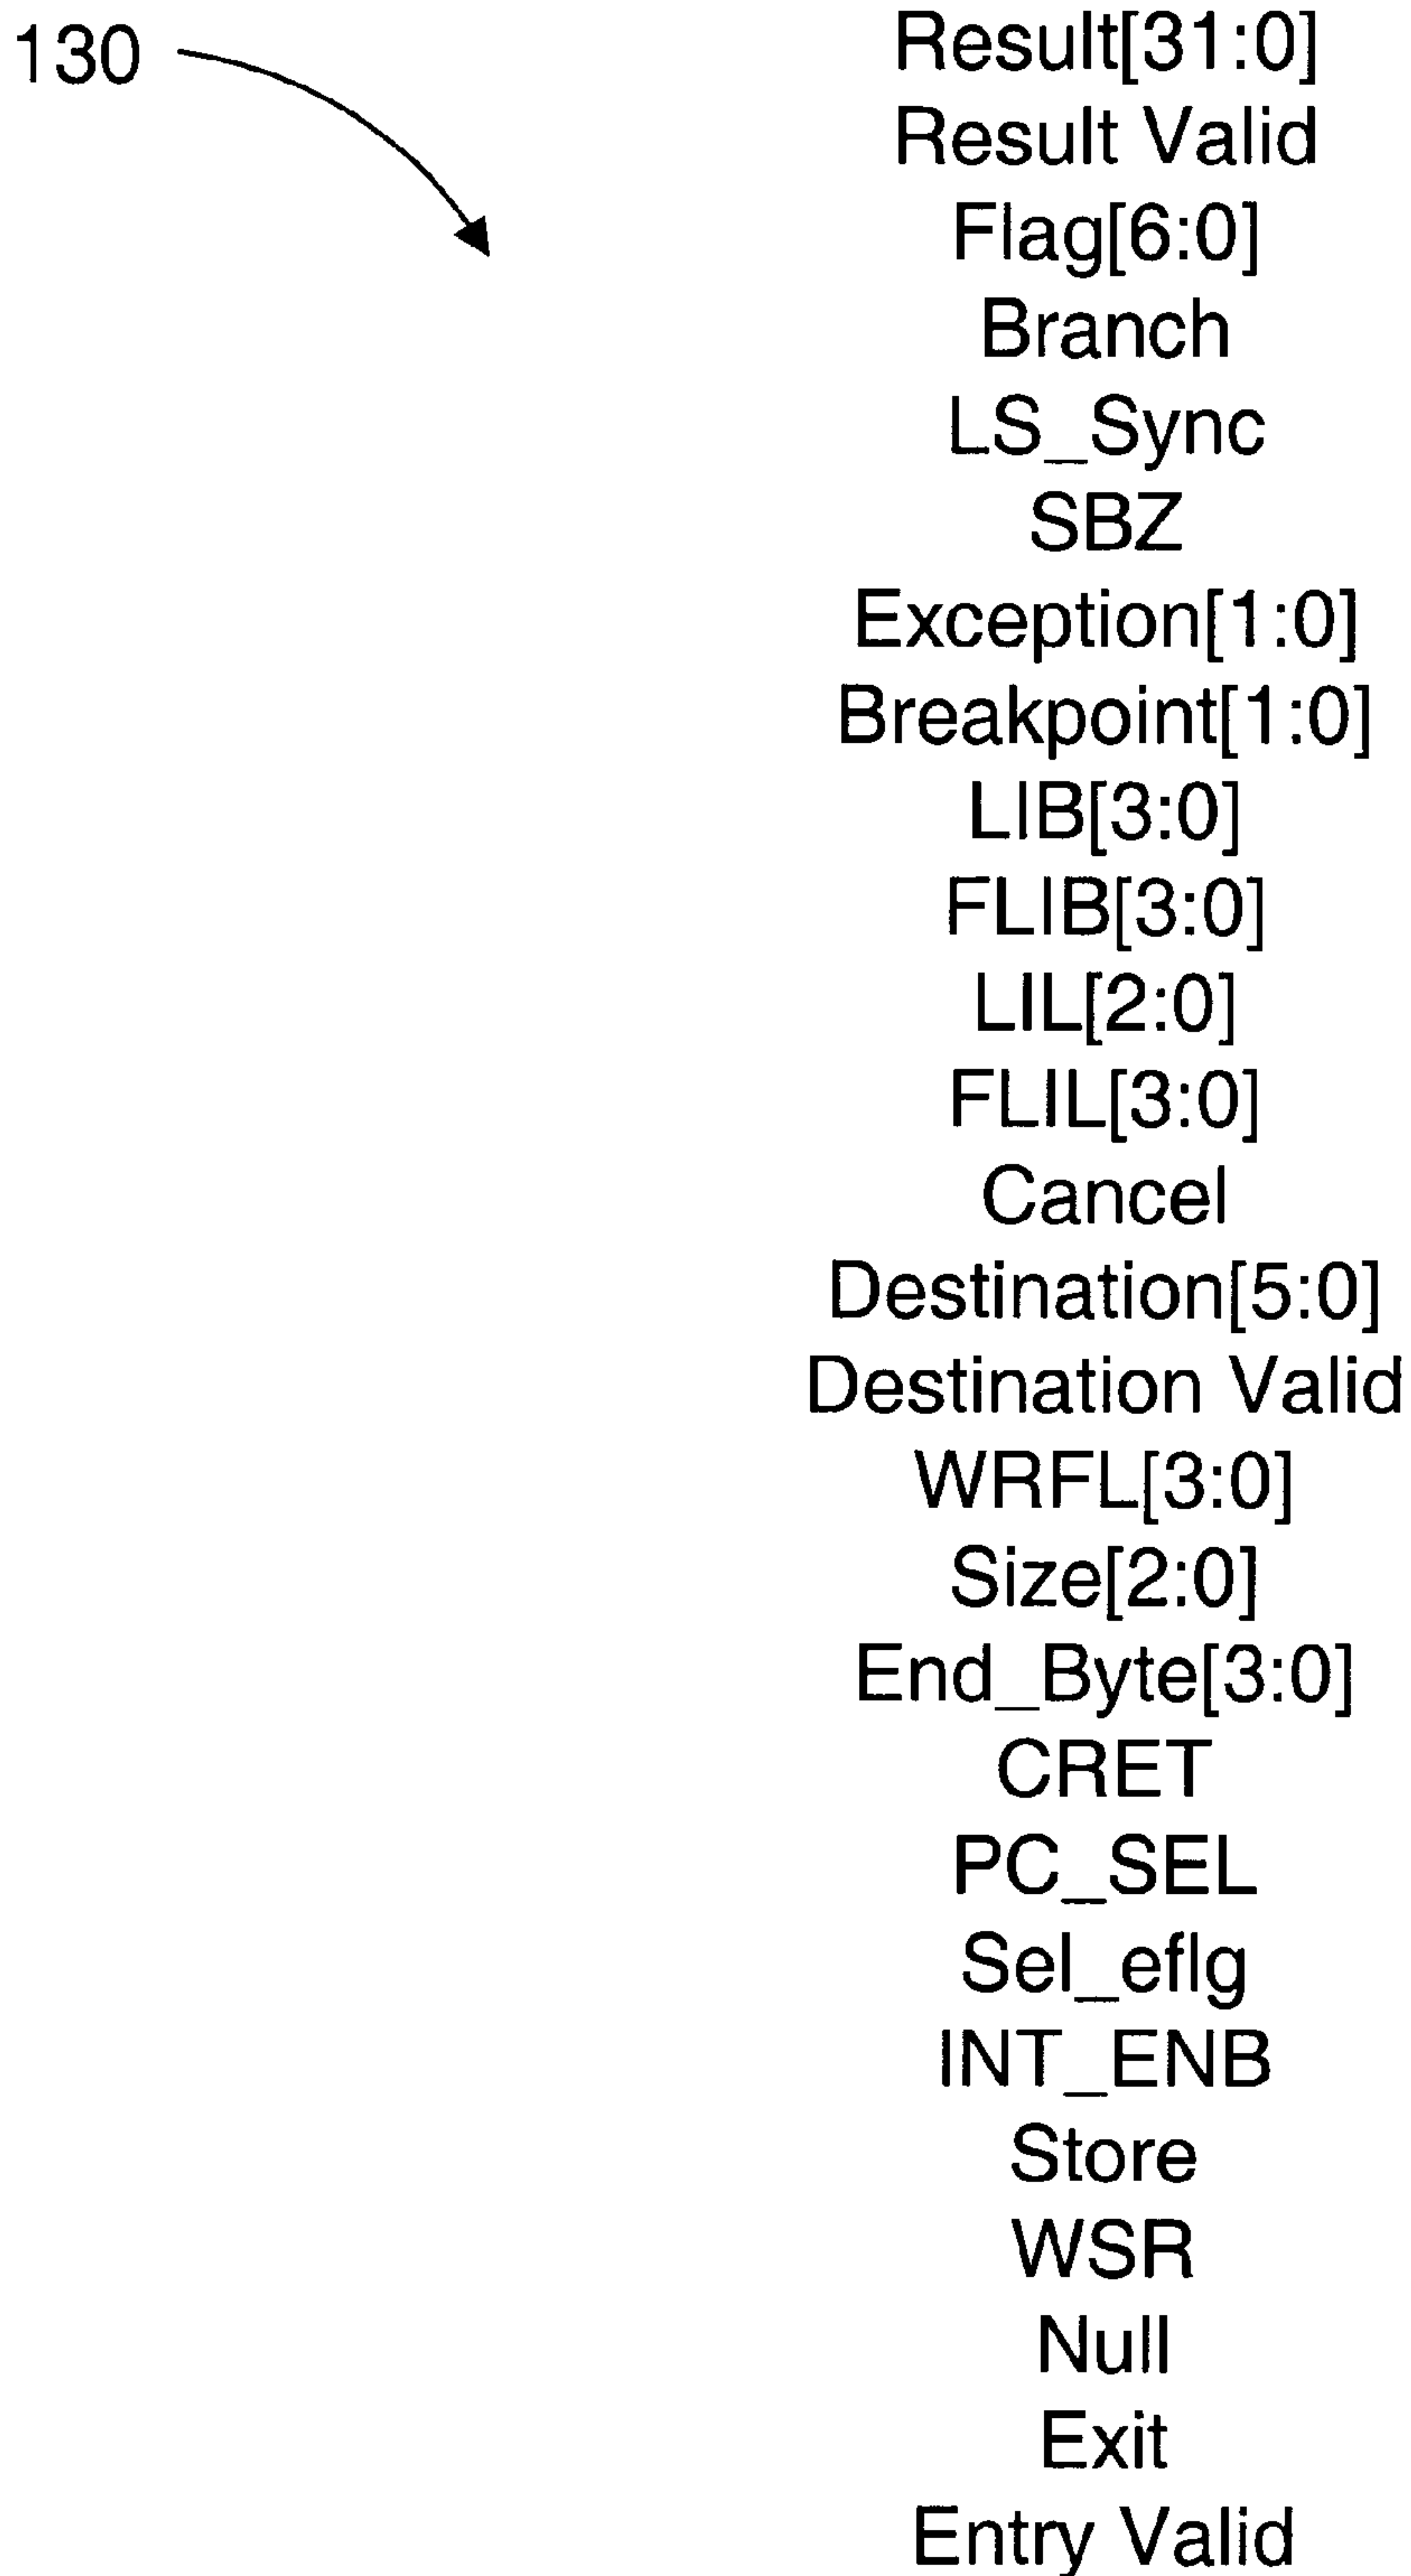 130
Result[31:0]
Result Valid
Flag[6:0]
Branch
LS_Sync
SBZ
Exception[1:0]
Breakpoint[1:0]
LIB[3:0]
FLIB[3:0]
LIL[2:0]
FLIL[3:0]
Cancel
Destination[5:0]
Destination Valid
WRFL[3:0]
Size[2:0]
End_Byte[3:0]
CRET
PC_SEL
Sel_eflg
INT_ENB
Store
WSR
Null
Exit
Entry Valid